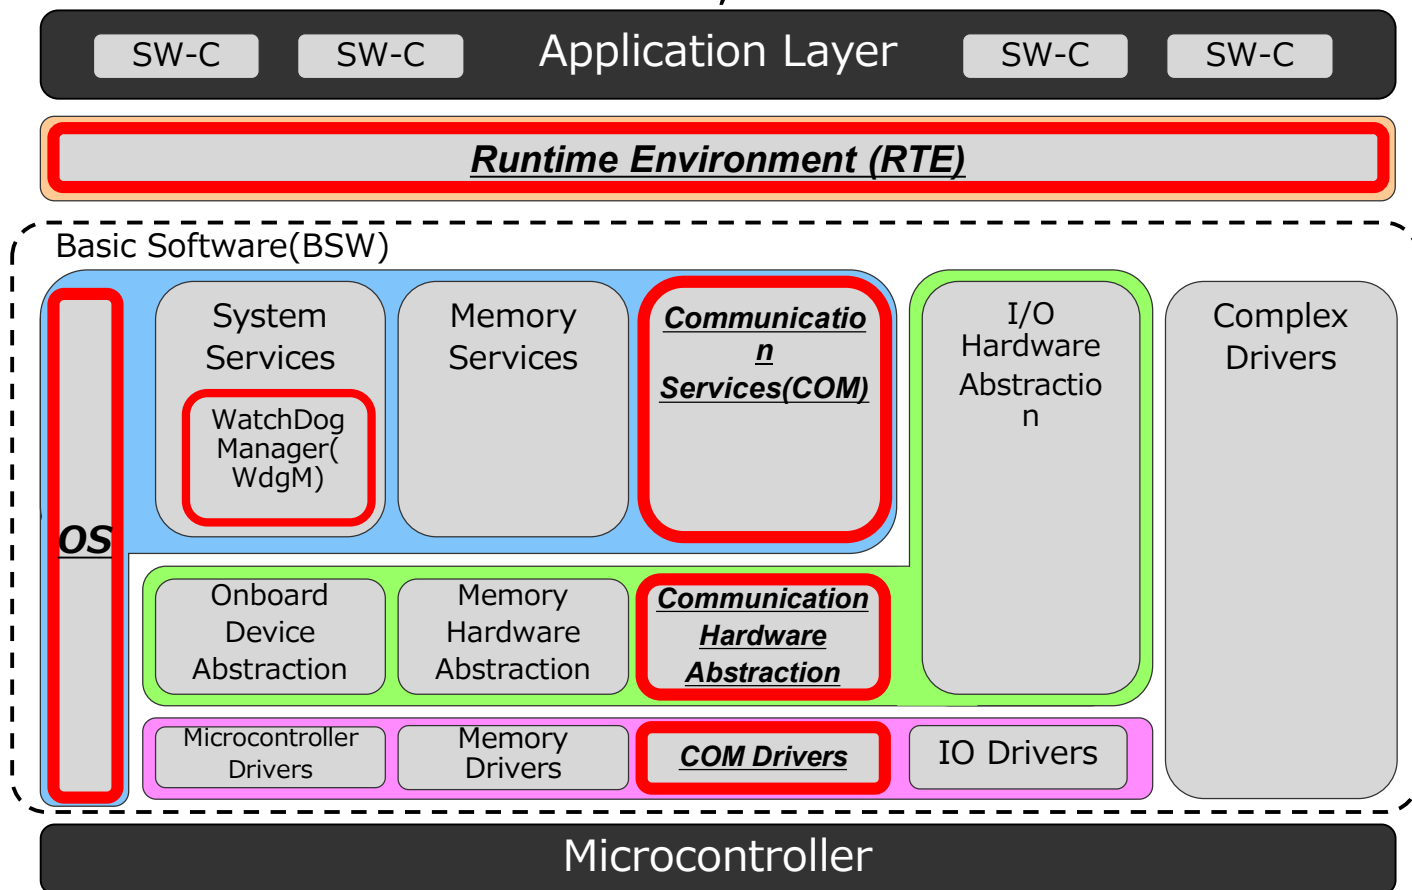 SW-C
SW-C
Application Layer
SW-C
SW-C
Runtime Environment (RTE)
Basic Software(BSW)
OS
System
Services
WatchDog
Manager(
WdgM)
Memory
Services
Communicatio
n
Services(COM)
I/O
Hardware
Abstractio
n
Complex
Drivers
Onboard
Device
Abstraction
Memory
Hardware
Abstraction
Communication
Hardware
Abstraction
Microcontroller
Drivers
Memory
Drivers
COM Drivers
IO Drivers
Microcontroller